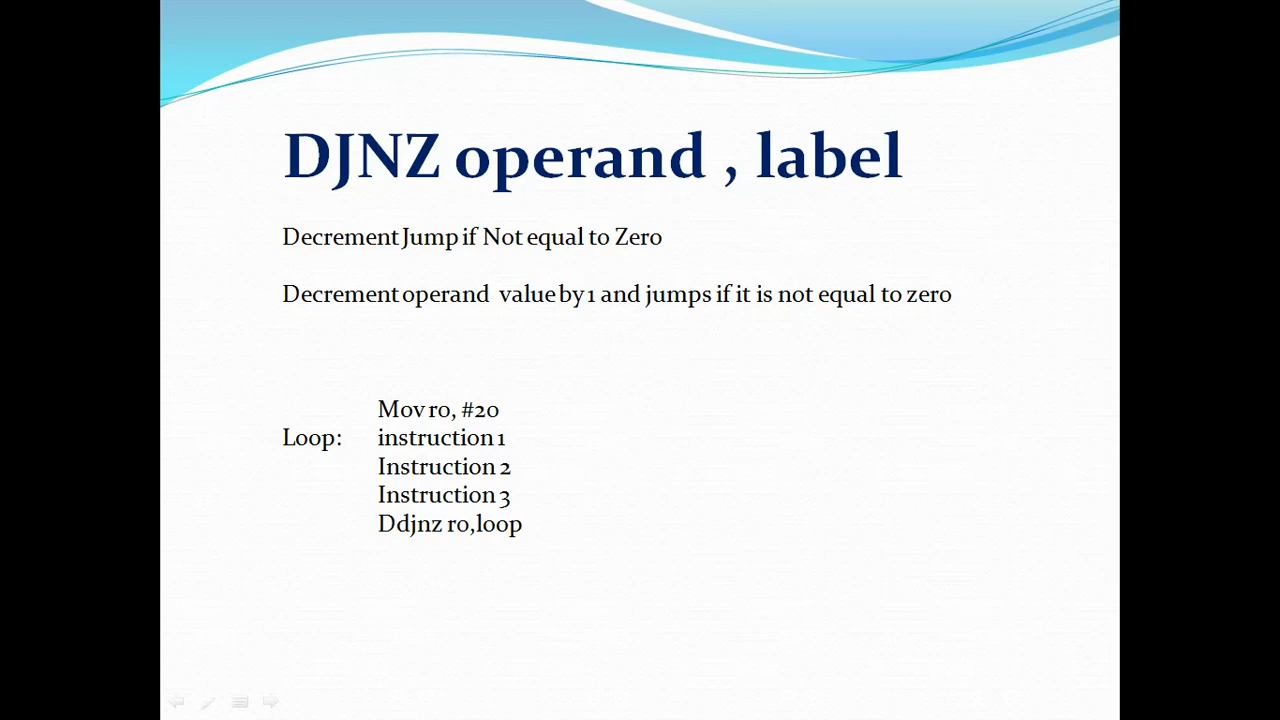 DJNZ operand , label
Decrement Jump if Not equal to Zero
Decrement operand value by 1 and jumps if it is not equal to zero
Mov r0, #20
Loop: instruction 1
Instruction 2
Instruction 3
Ddjnz r0,loop